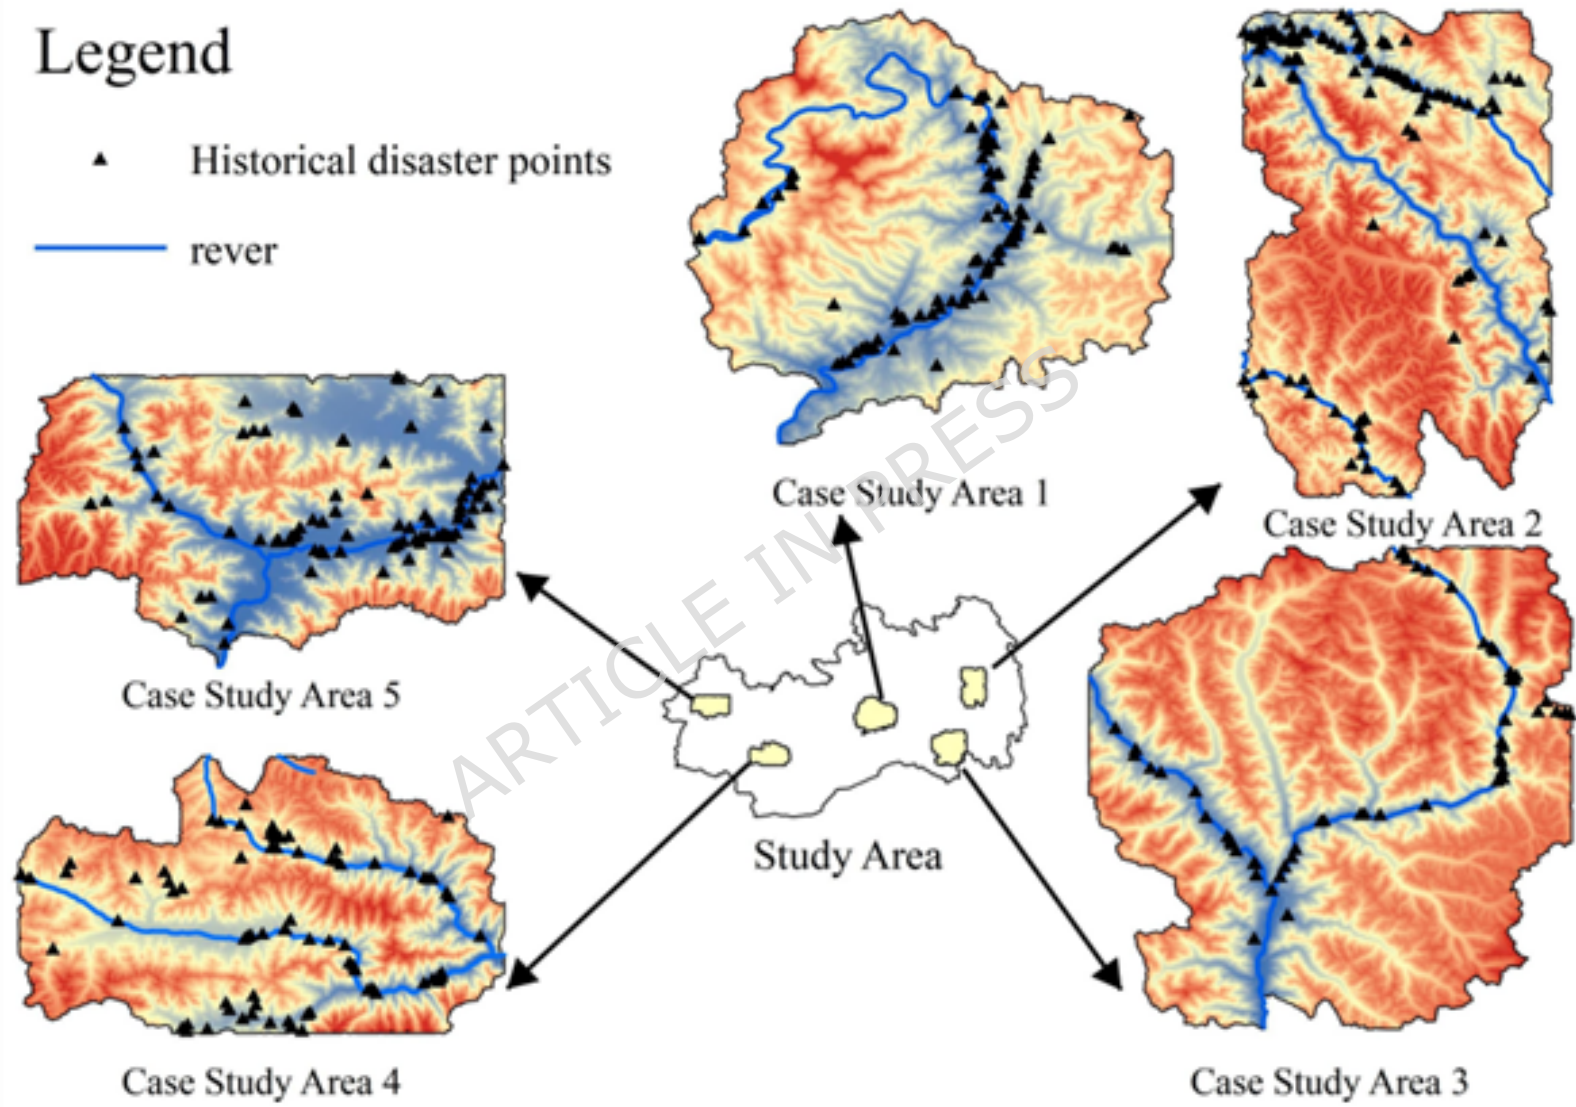 Legend
Historical disaster points
rever
Case Study Area 1
Case Study Area 2
Case Study Area 5
Study Area
Case Study Area 4
Case Study Area 3
ARTICLE IN PRESS